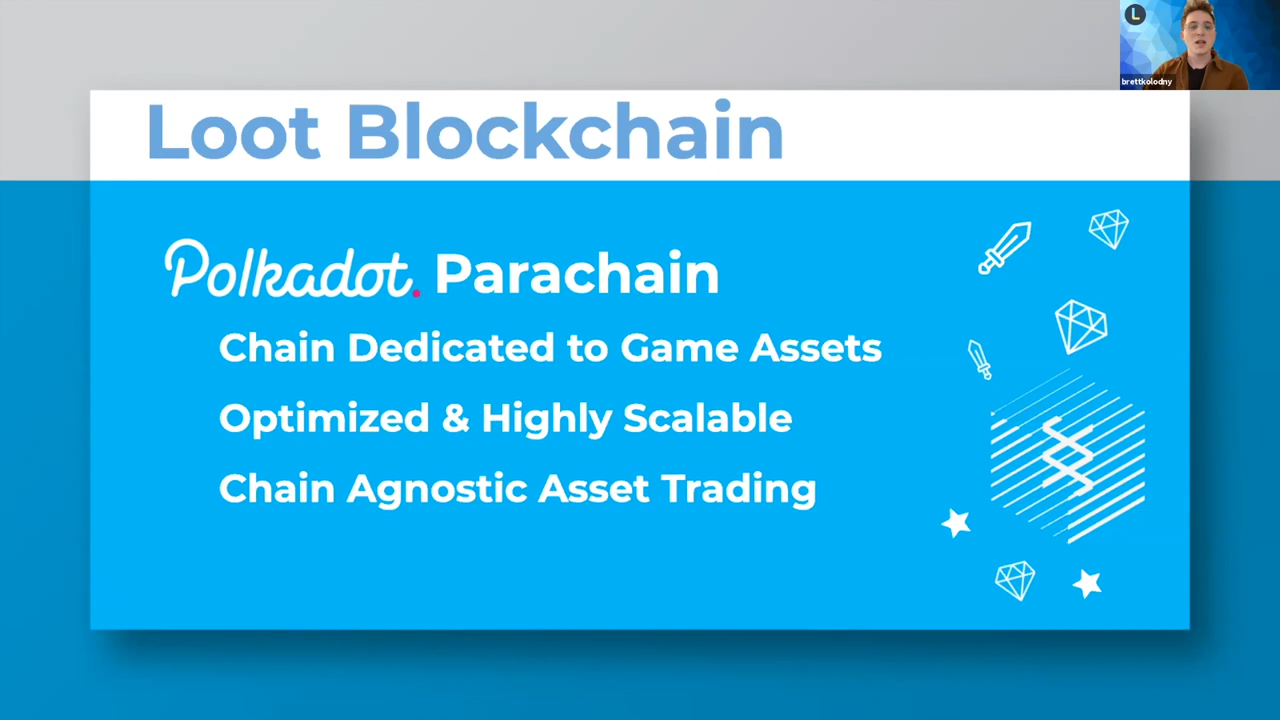 L
brettkolodny
Loot Blockchain
Polkadot. Parachain
Chain Dedicated to Game Assets
Optimized & Highly Scalable
Chain Agnostic Asset Trading